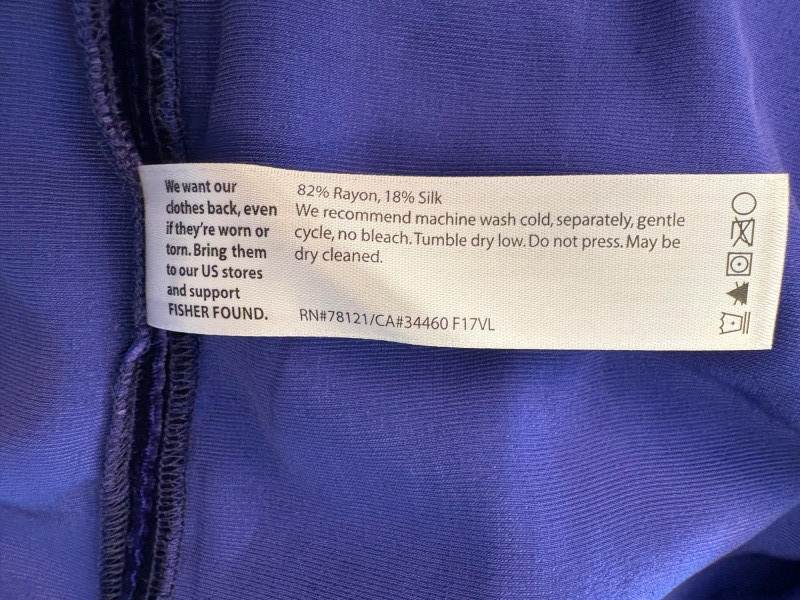 We want our
clothes back, even
if they're worn or
torn. Bring them
to our US stores
and support
FISHER FOUND.
82% Rayon, 18% Silk
We recommend machine wash cold, separately, gentle
cycle, no bleach. Tumble dry low. Do not press. May be
dry cleaned.
RN#78121/CA#34460 F17VL